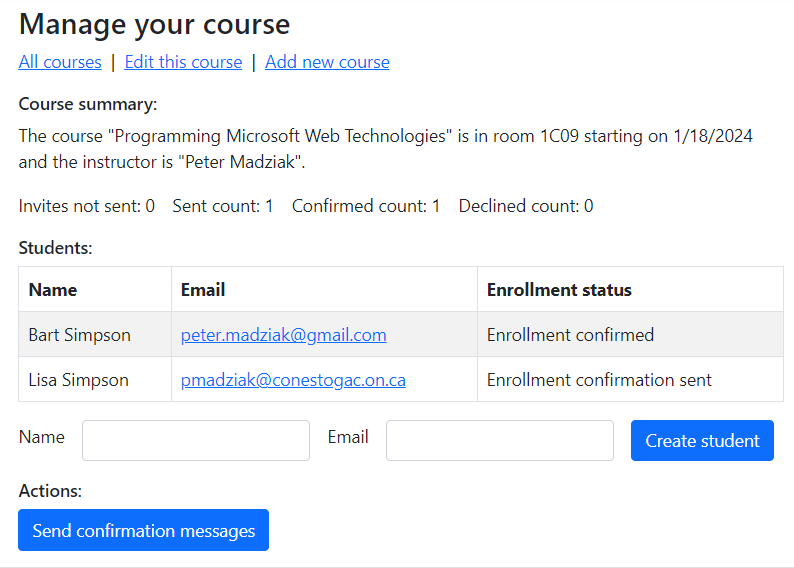 Manage your course
All courses | Edit this course | Add new course
Course summary:
The course "Programming Microsoft Web Technologies" is in room 1C09 starting on 1/18/2024
and the instructor is "Peter Madziak".
Invites not sent: 0 Sent count: 1 Confirmed count: 1 Declined count: 0
Students:
Name Email Enrollment status
Bart Simpson peter.madziak@gmail.com Enrollment confirmed
Lisa Simpson pmadziak@conestogac.on.ca Enrollment confirmation sent
Name Email Create student
Actions:
Send confirmation messages